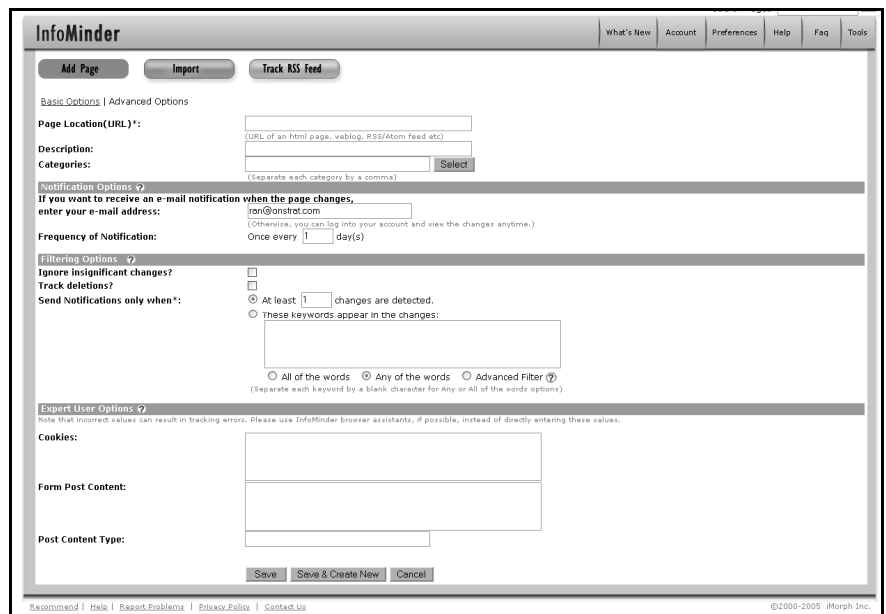 InfoMinder
What's New Account Preferences Help Faq Tools
Add Page Import Track RSS Feed
Basic Options | Advanced Options
Page Location(URL)*:
(URL of an html page, weblog, RSS/Atom feed etc)
Description:
Categories: Select
(Separate each category by a comma)
Notification Options ?
If you want to receive an e-mail notification when the page changes,
enter your e-mail address: ran@onstrat.com
(Otherwise, you can log into your account and view the changes anytime.)
Frequency of Notification: Once every 1 day(s)
Filtering Options ?
Ignore insignificant changes?
Track deletions?
Send Notifications only when*: At least 1 changes are detected.
These keywords appear in the changes:
All of the words Any of the words Advanced Filter ?
(Separate each keyword by a blank character for Any or All of the words options)
Expert User Options ?
Note that incorrect values can result in tracking errors. Please use InfoMinder browser assistants, if possible, instead of directly entering these values.
Cookies:
Form Post Content:
Post Content Type:
Save Save & Create New Cancel
Recommend | Help | Report Problems | Privacy Policy | Contact Us ©2000-2005 iMorph Inc.